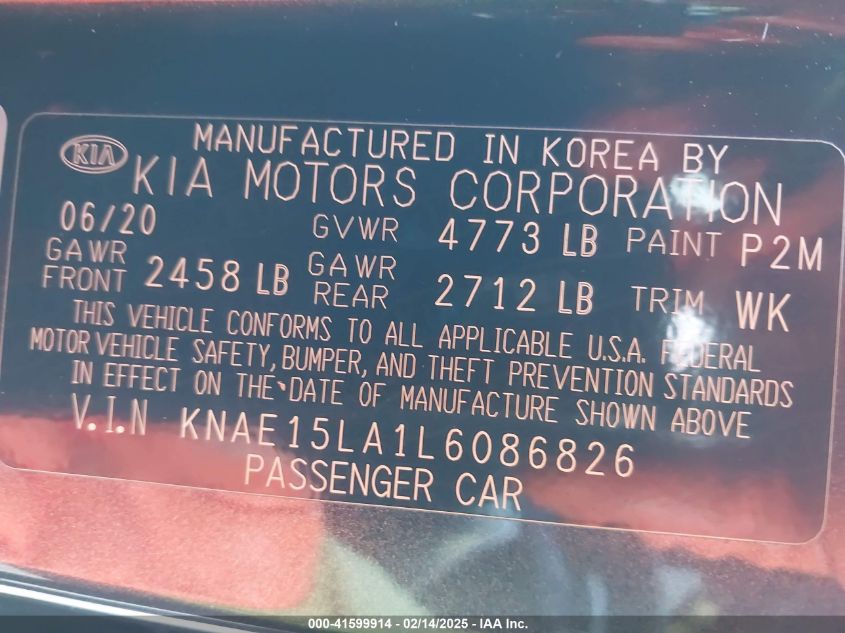 KIA
MANUFACTURED IN KOREA BY
KIA MOTORS CORPORATION
06/20 GVWR 4773 LB PAINT P2M
GAWR FRONT 2458 LB GAWR REAR 2712 LB TRIM WK
THIS VEHICLE CONFORMS TO ALL APPLICABLE U.S.A. FEDERAL
MOTOR VEHICLE SAFETY, BUMPER, AND THEFT PREVENTION STANDARDS
IN EFFECT ON THE DATE OF MANUFACTURE SHOWN ABOVE
V.I.N KNAE15LA1L6086826
PASSENGER CAR
000-41599914 - 02/14/2025 - IAA Inc.